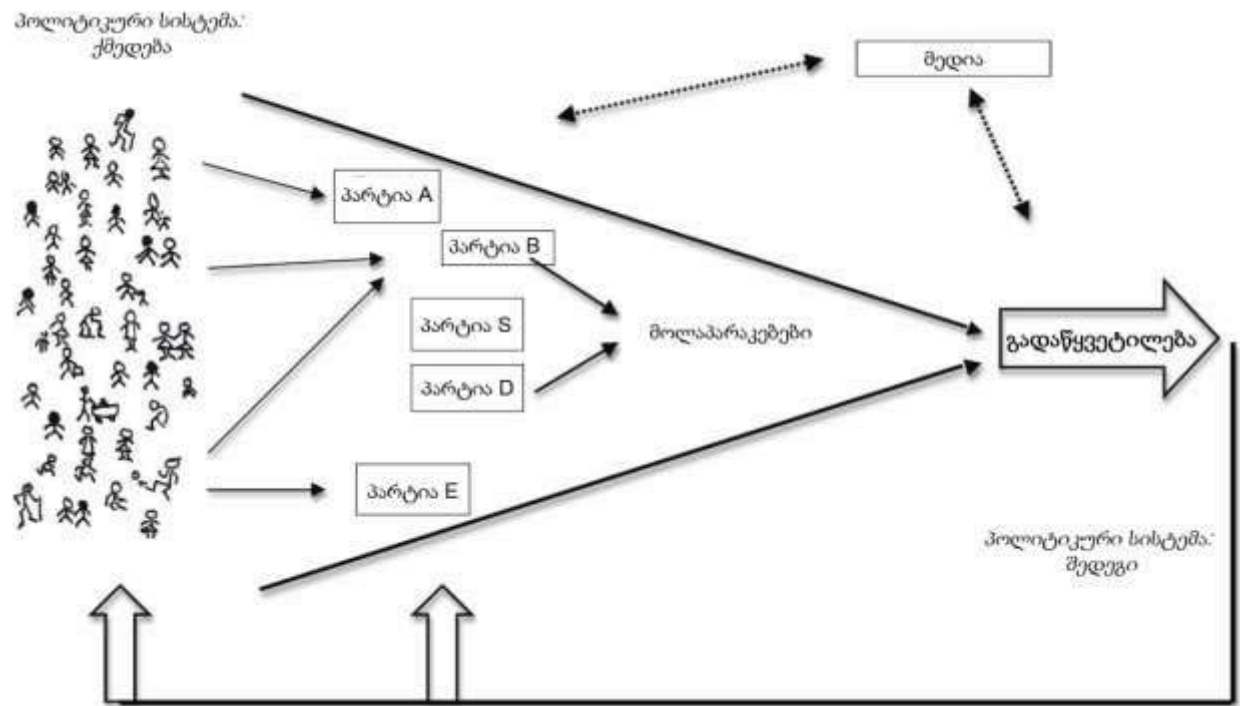 პოლიტიკური სისტემა:
ქმედება
მედია
პარტია A
პარტია B
პარტია S
მოლაპარაკებები
გადაწყვეტილება
პარტია D
პარტია E
პოლიტიკური სისტემა:
შედეგი